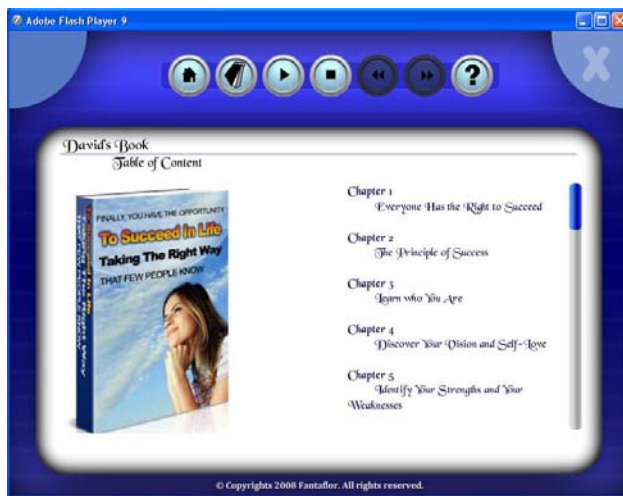 Adobe Flash Player 9
?
X
David's Book
Table of Content
FINALLY, YOU HAVE THE OPPORTUNITY
To Succeed In Life
Taking The Right Way
THAT FEW PEOPLE KNOW
Chapter 1
Everyone Has the Right to Succeed
Chapter 2
The Principle of Success
Chapter 3
Learn who You Are
Chapter 4
Discover Your Vision and Self-Love
Chapter 5
Identify Your Strengths and Your
Weaknesses
© Copyrights 2008 Fantaflor. All rights reserved.